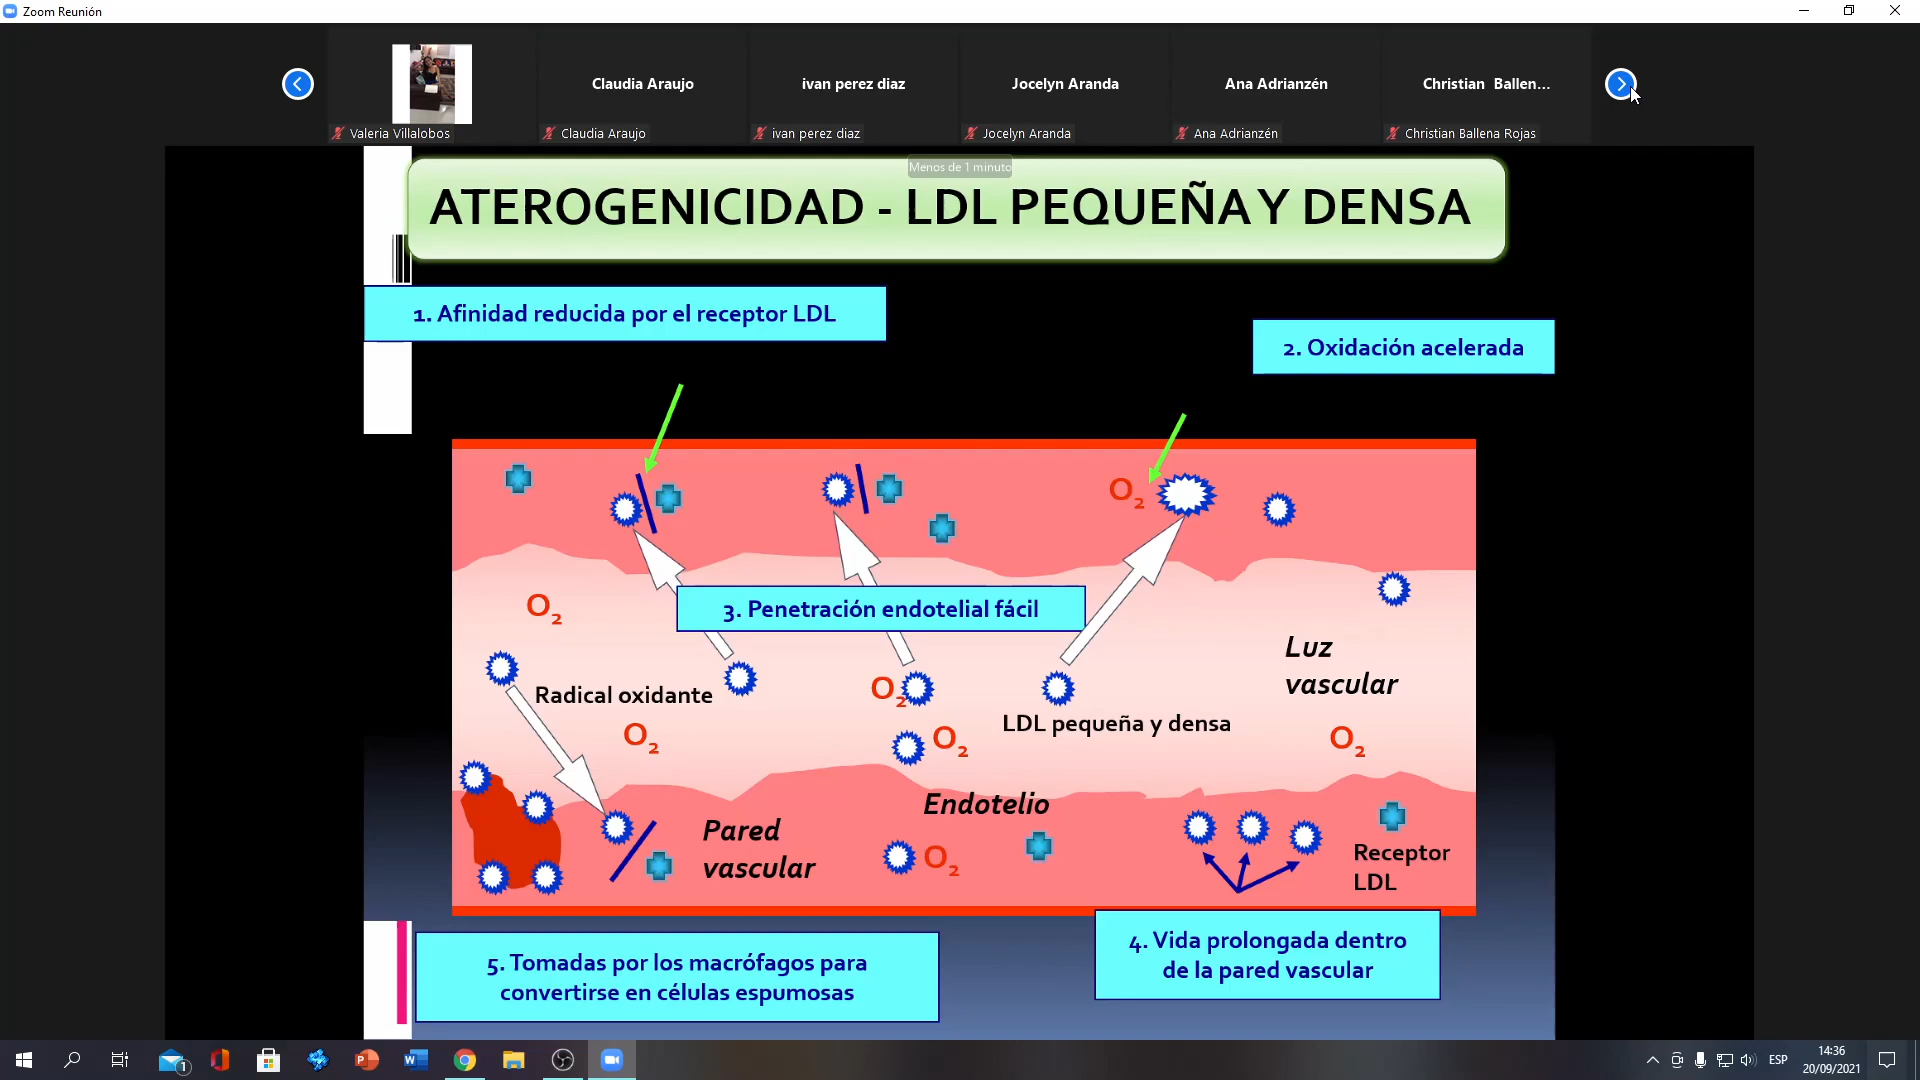 Zoom Reunión
Claudia Araujo
ivan perez diaz
Jocelyn Aranda
Ana Adrianzén
Christian Ballen...
Valeria Villalobos
Claudia Araujo
ivan perez diaz
Jocelyn Aranda
Ana Adrianzén
Christian Ballena Rojas
Menos de 1 minuto
ATEROGENICIDAD - LDL PEQUEÑA Y DENSA
1. Afinidad reducida por el receptor LDL
2. Oxidación acelerada
O2
O2
3. Penetración endotelial fácil
Luz
vascular
Radical oxidante
O2
LDL pequeña y densa
O2
O2
O2
Endotelio
Pared
vascular
O2
Receptor
LDL
4. Vida prolongada dentro
de la pared vascular
5. Tomadas por los macrófagos para
convertirse en células espumosas
1
ESP
14:36
20/09/2021